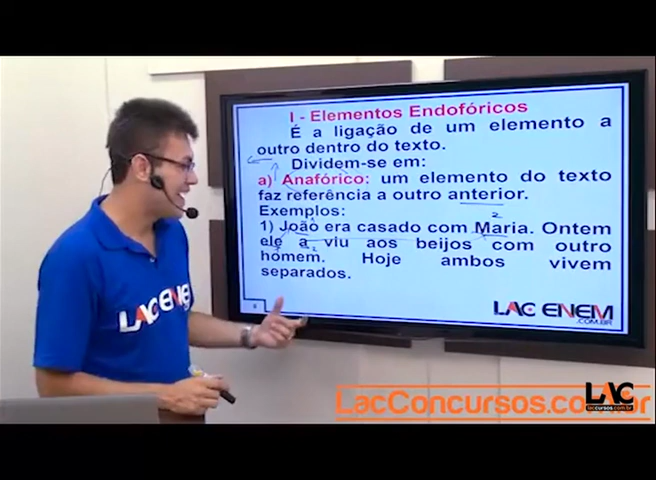 I - Elementos Endofóricos
É a ligação de um elemento a
outro dentro do texto.
Dividem-se em:
a) Anafórico: um elemento do texto
faz referência a outro anterior.
Exemplos:
1) João era casado com Maria. Ontem
ele a viu aos beijos com outro
homem. Hoje ambos vivem
separados.
LAC ENEM
.COM.BR
LAC ENEM
LacConcursos.co
LAC
laccursos.com.br